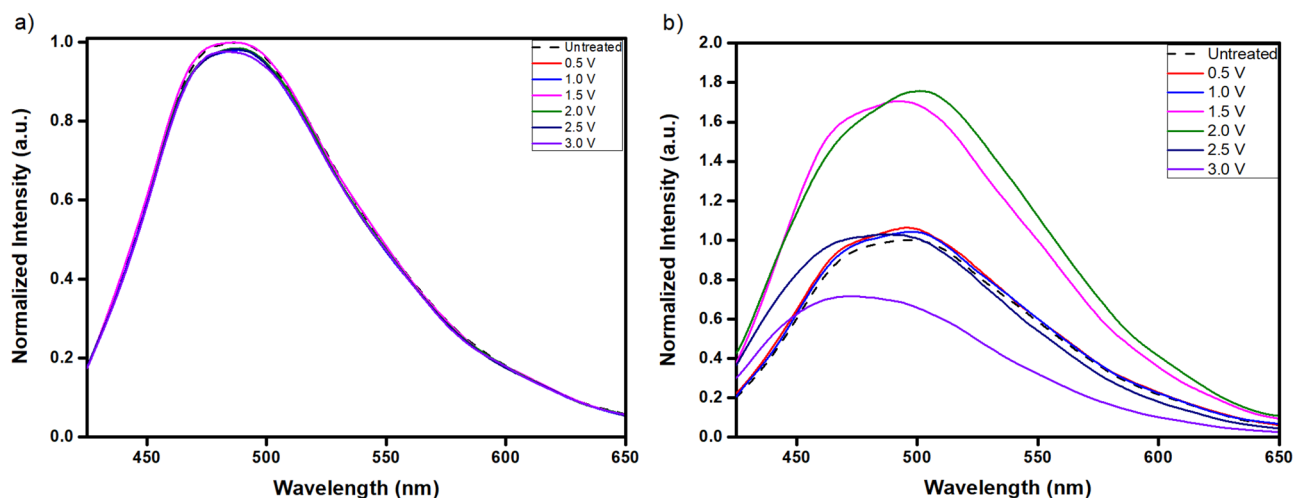 a)
Normalized Intensity (a.u.)
1.0
0.8
0.6
0.4
0.2
0.0
450
500
550
600
650
Wavelength (nm)
Untreated
0.5 V
1.0 V
1.5 V
2.0 V
2.5 V
3.0 V
b)
Normalized Intensity (a.u.)
2.0
1.8
1.6
1.4
1.2
1.0
0.8
0.6
0.4
0.2
0.0
450
500
550
600
650
Wavelength (nm)
Untreated
0.5 V
1.0 V
1.5 V
2.0 V
2.5 V
3.0 V